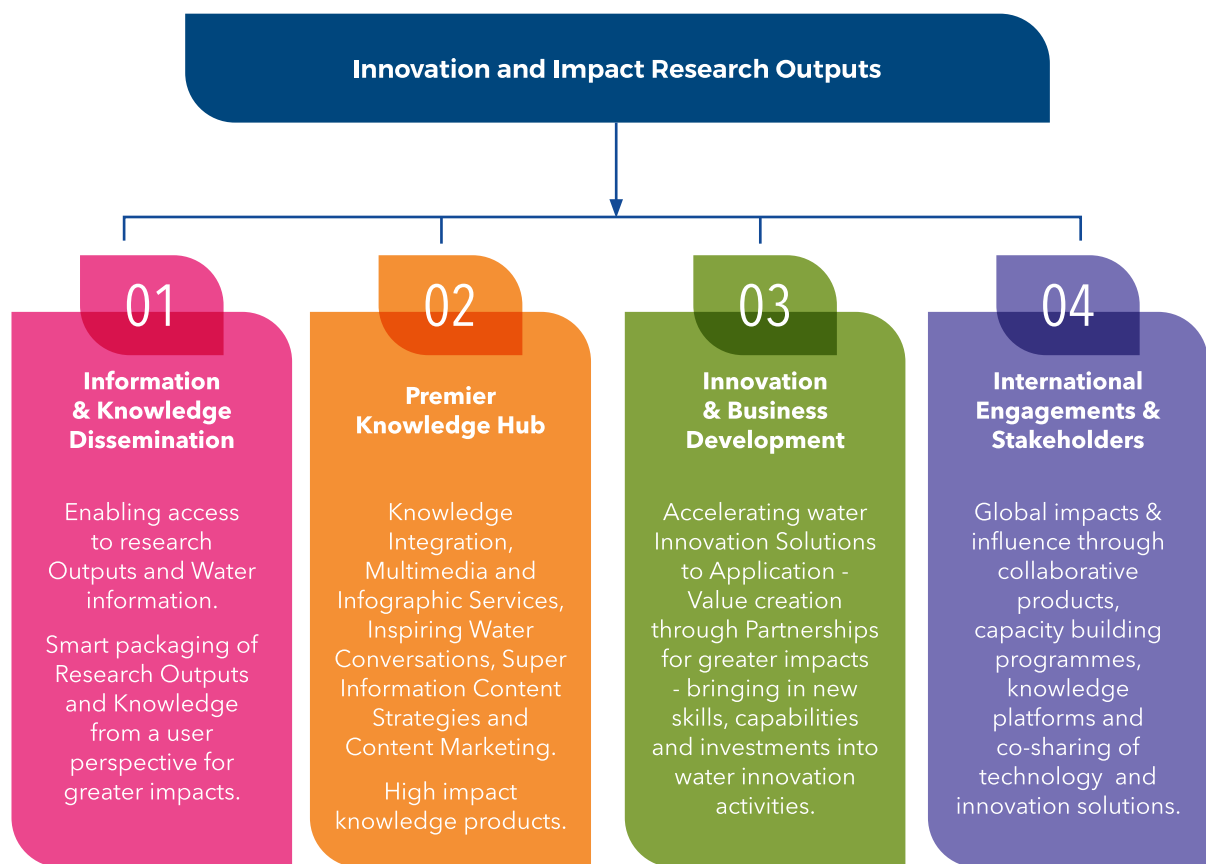 Innovation and Impact Research Outputs
01
Information
& Knowledge
Dissemination
Enabling access
to research
Outputs and Water
information.
Smart packaging of
Research Outputs
and Knowledge
from a user
perspective for
greater impacts.
02
Premier
Knowledge Hub
Knowledge
Integration,
Multimedia and
Infographic Services,
Inspiring Water
Conversations, Super
Information Content
Strategies and
Content Marketing.
High impact
knowledge products.
03
Innovation
& Business
Development
Accelerating water
Innovation Solutions
to Application -
Value creation
through Partnerships
for greater impacts
- bringing in new
skills, capabilities
and investments into
water innovation
activities.
04
International
Engagements &
Stakeholders
Global impacts &
influence through
collaborative
products,
capacity building
programmes,
knowledge
platforms and
co-sharing of
technology and
innovation solutions.